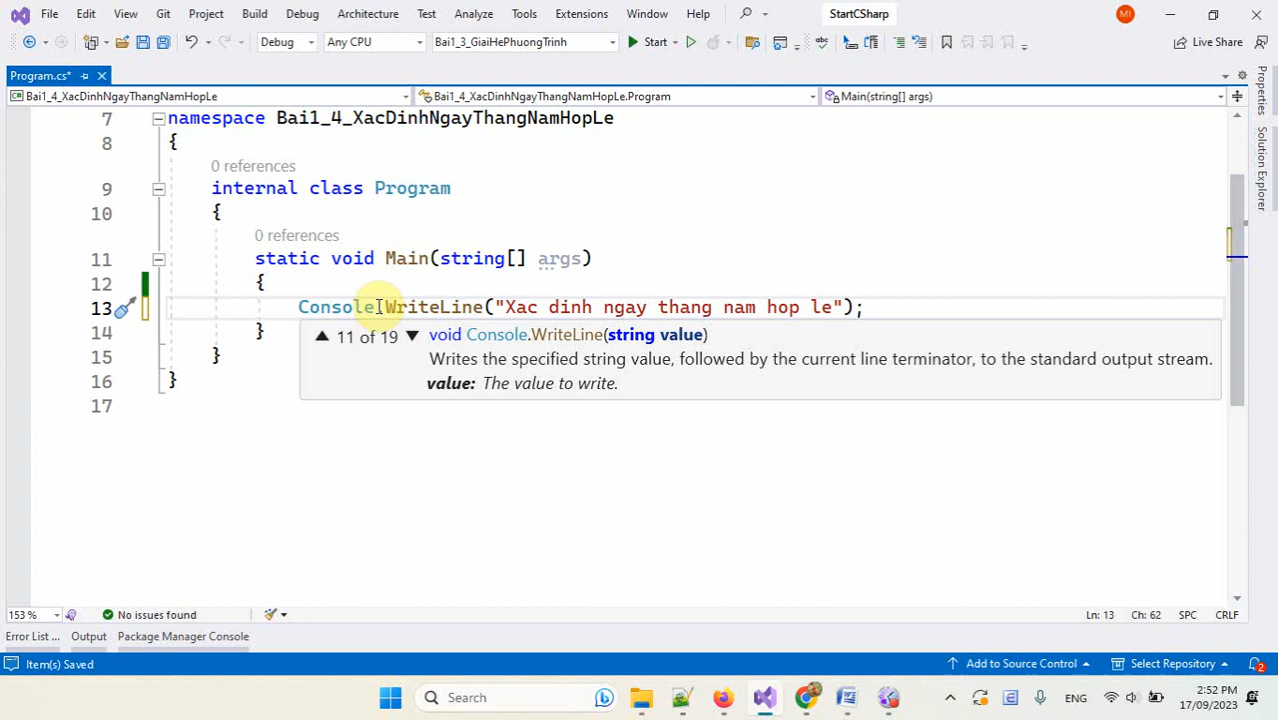 File Edit View Git Project Build Debug Architecture Test Analyze Tools Extensions Window Help StartCSharp MI
Debug Any CPU Bai1_3_GiaiHePhuongTrinh Start Live Share
Program.cs*
Bai1_4_XacDinhNgayThangNamHopLe Bai1_4_XacDinhNgayThangNamHopLe.Program Main(string[] args)
Properties
Solution Explorer
7 namespace Bai1_4_XacDinhNgayThangNamHopLe
8 {
0 references
9 internal class Program
10 {
0 references
11 static void Main(string[] args)
12 {
13 Console.WriteLine("Xac dinh ngay thang nam hop le");
14 }
15 }
16 }
17
11 of 19 void Console.WriteLine(string value)
Writes the specified string value, followed by the current line terminator, to the standard output stream.
value: The value to write.
153 % No issues found Ln: 13 Ch: 62 SPC CRLF
Error List ... Output Package Manager Console
Item(s) Saved Add to Source Control Select Repository 2
Search ENG 2:52 PM
17/09/2023